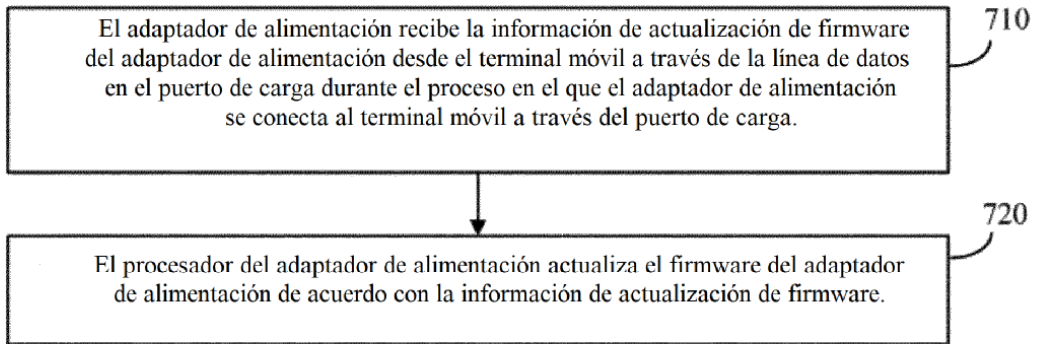 El adaptador de alimentación recibe la información de actualización de firmware
del adaptador de alimentación desde el terminal móvil a través de la línea de datos
en el puerto de carga durante el proceso en el que el adaptador de alimentación
se conecta al terminal móvil a través del puerto de carga.
710
El procesador del adaptador de alimentación actualiza el firmware del adaptador
de alimentación de acuerdo con la información de actualización de firmware.
720